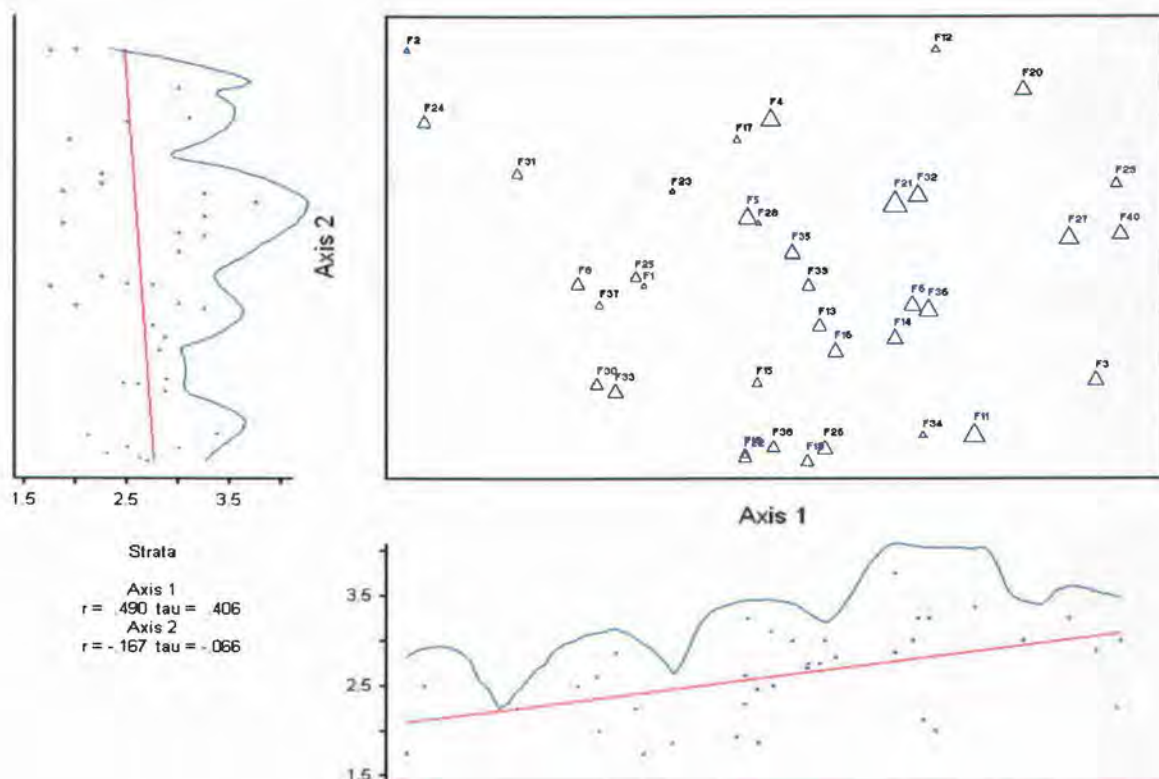 F2
F12
F20
F24
F4
F17
F31
F23
F29
F21
F32
F5
F28
F27
F40
F35
F25
F8
F1
F39
F37
F6
F36
F13
F14
F16
F30
F33
F15
F3
F34
F11
F38
F26
Axis 2
1.5 2.5 3.5
Axis 1
Strata
Axis 1
r = .490 tau = .406
Axis 2
r = -.167 tau = -.066
3.5
2.5
1.5